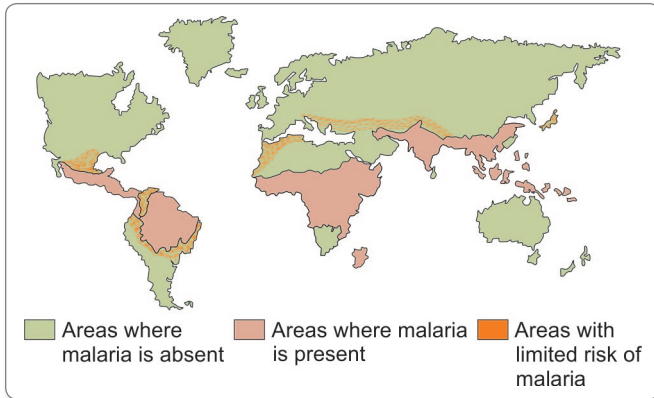 Areas where
malaria is absent
Areas where malaria
is present
Areas with
limited risk of
malaria